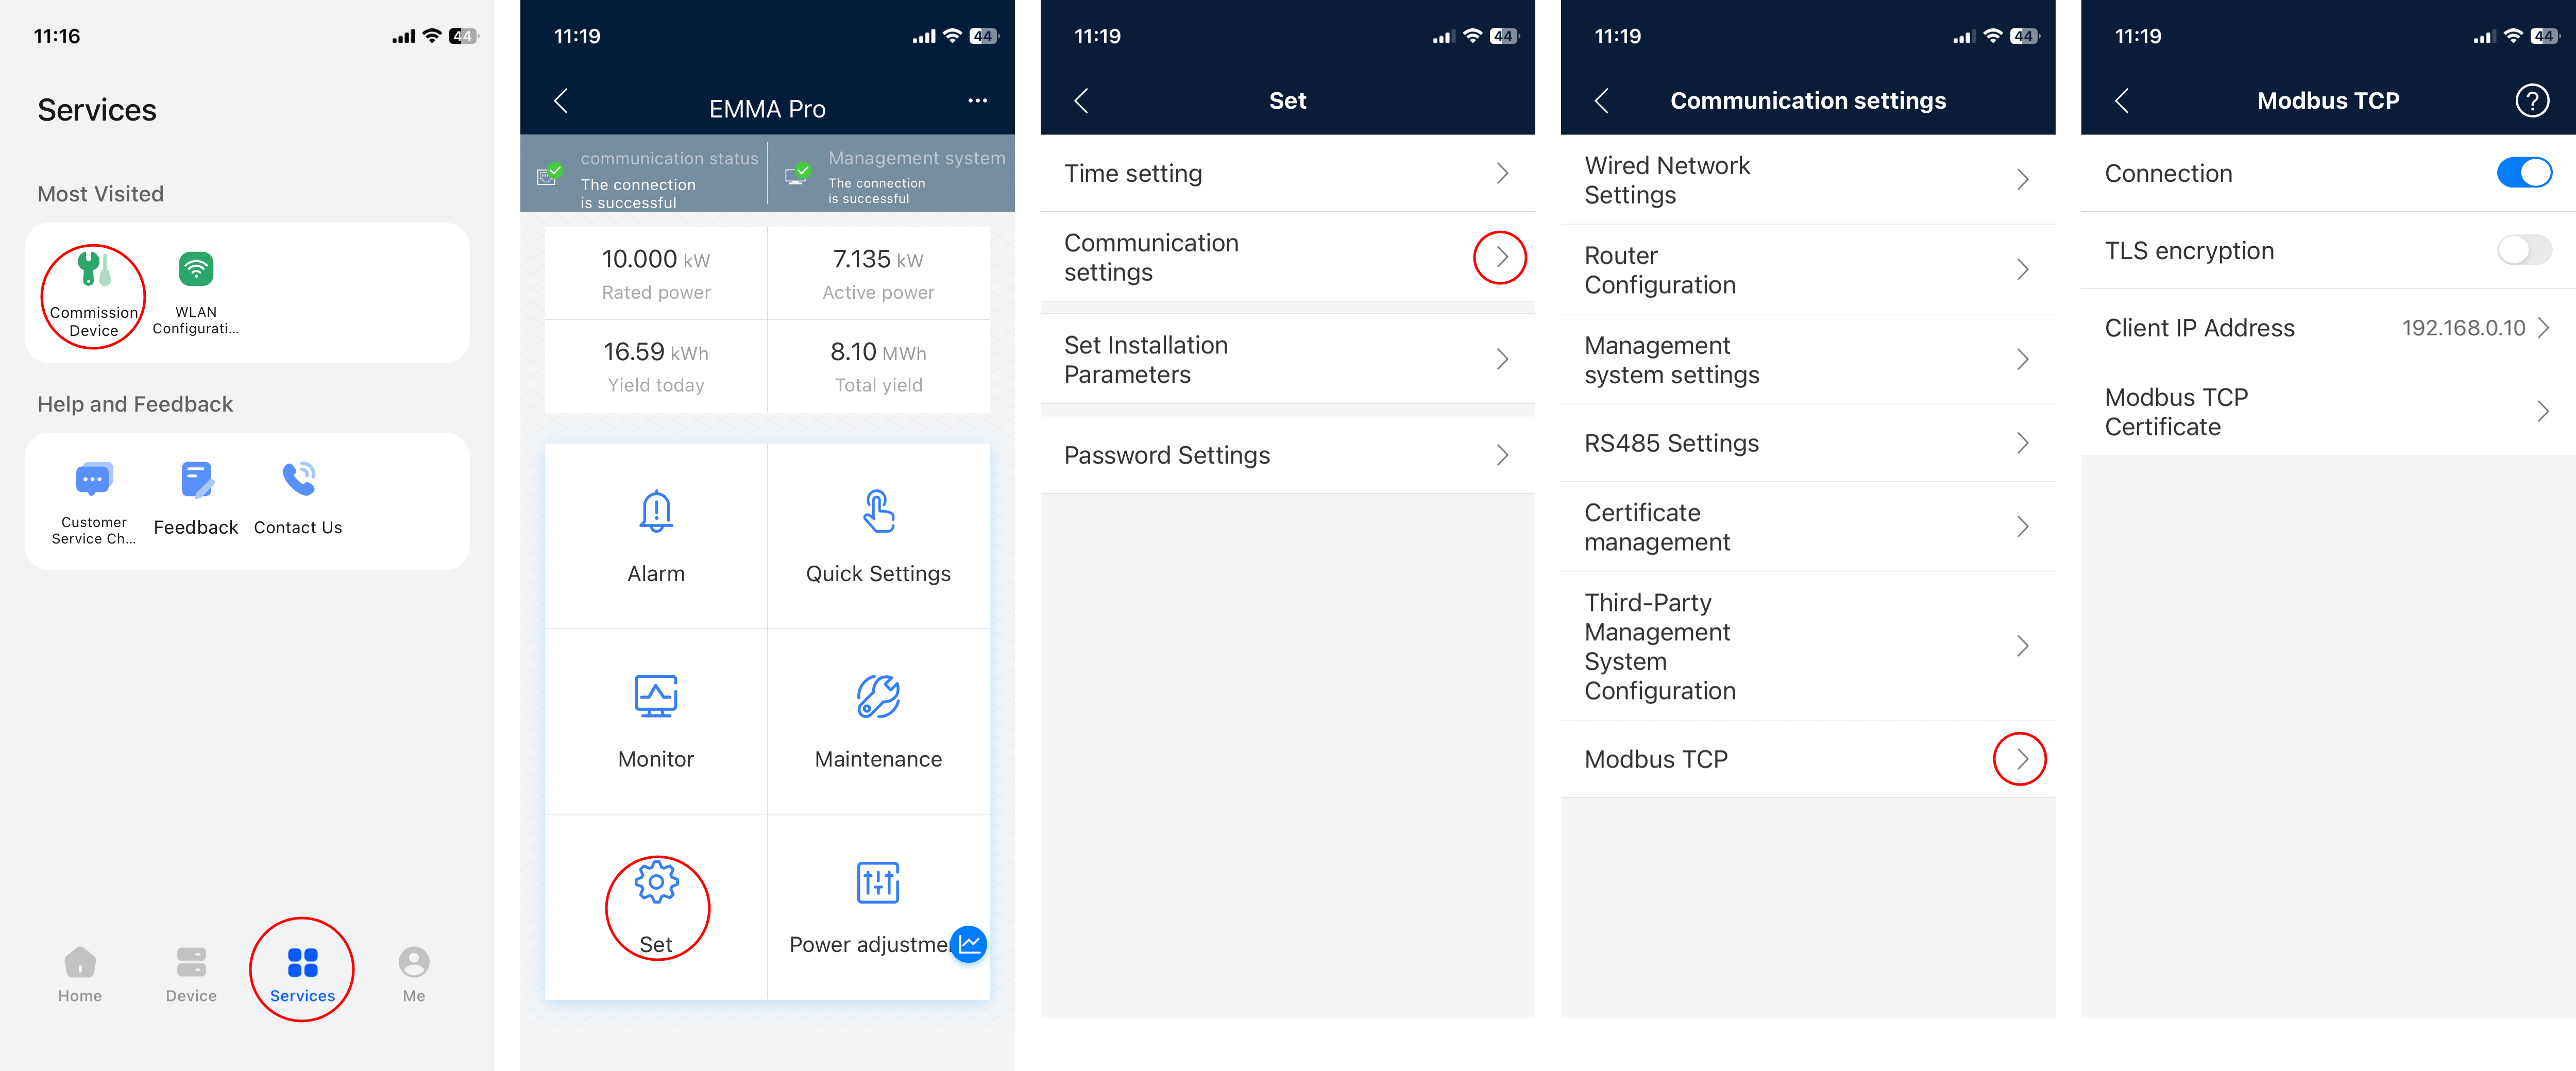 11:16
44
Services
Most Visited
Commission
Device
WLAN
Configurati...
Help and Feedback
Customer
Service Ch...
Feedback
Contact Us
Home
Device
Services
Me
11:19
44
EMMA Pro
communication status
The connection
is successful
Management system
The connection
is successful
10.000 kW
Rated power
7.135 kW
Active power
16.59 kWh
Yield today
8.10 MWh
Total yield
Alarm
Quick Settings
Monitor
Maintenance
Set
Power adjustme
11:19
44
Set
Time setting
Communication
settings
Set Installation
Parameters
Password Settings
11:19
44
Communication settings
Wired Network
Settings
Router
Configuration
Management
system settings
RS485 Settings
Certificate
management
Third-Party
Management
System
Configuration
Modbus TCP
11:19
44
Modbus TCP
?
Connection
TLS encryption
Client IP Address
192.168.0.10
Modbus TCP
Certificate